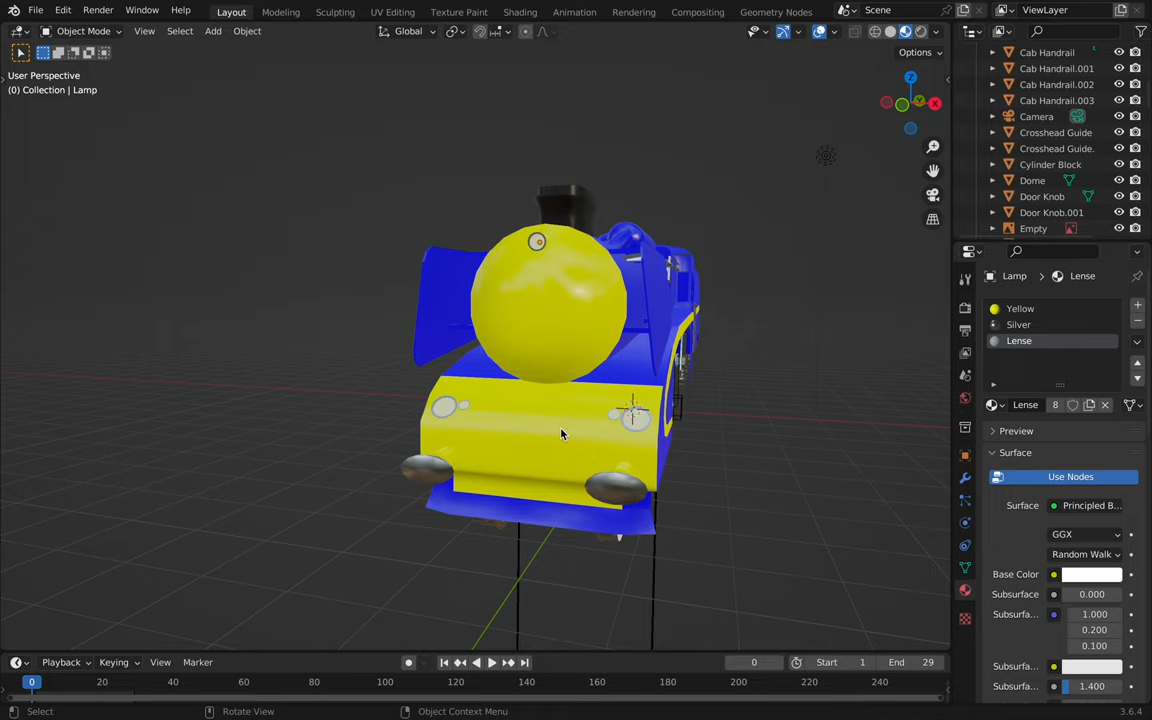 File Edit Render Window Help Layout Modeling Sculpting UV Editing Texture Paint Shading Animation Rendering Compositing Geometry Nodes Scene ViewLayer
Object Mode View Select Add Object Global
Options
User Perspective
(0) Collection | Lamp
Z
X
Y
Cab Handrail
Cab Handrail.001
Cab Handrail.002
Cab Handrail.003
Camera
Crosshead Guide
Crosshead Guide.
Cylinder Block
Dome
Door Knob
Door Knob.001
Empty
Lamp > Lense
Yellow
Silver
Lense
Lense 8
Preview
Surface
Use Nodes
Surface Principled B...
GGX
Random Walk
Base Color
Subsurface 0.000
Subsurfa... 1.000
0.200
0.100
Subsurfa...
Subsurfa... 1.400
Playback Keying View Marker 0 Start 1 End 29
0 20 40 60 80 100 120 140 160 180 200 220 240
Select Rotate View Object Context Menu 3.6.4